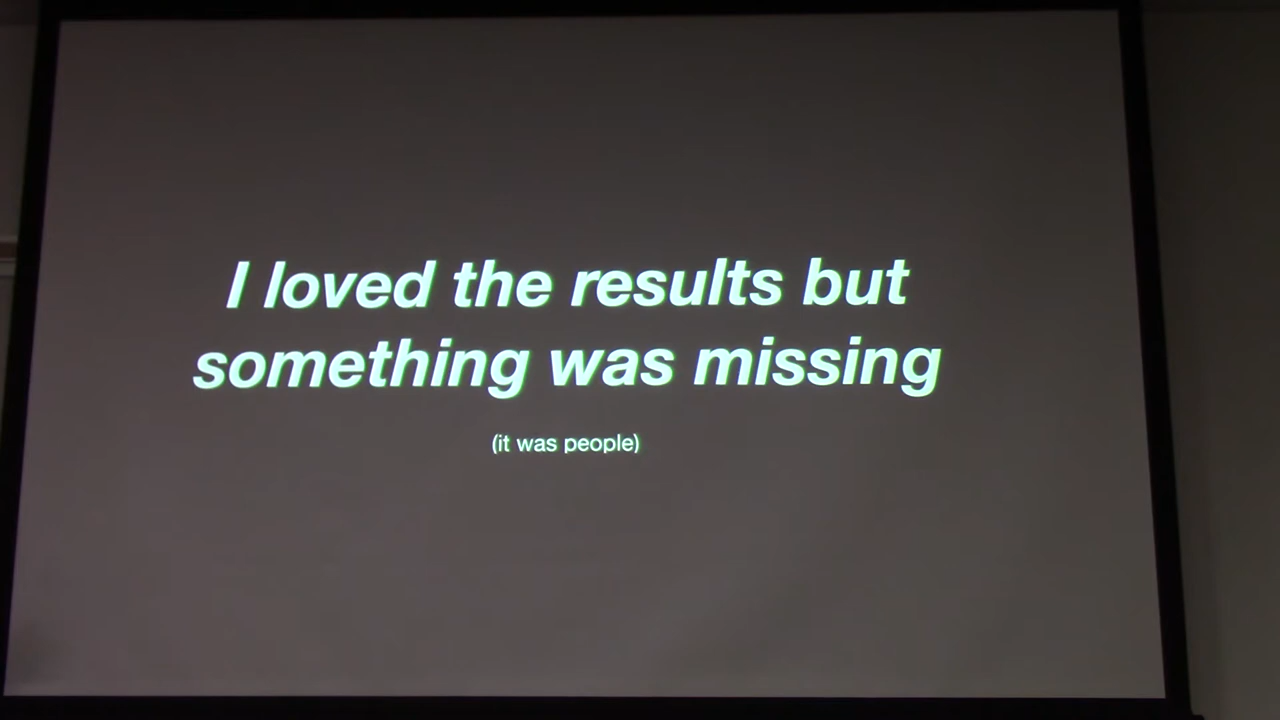 I loved the results but
something was missing
(it was people)